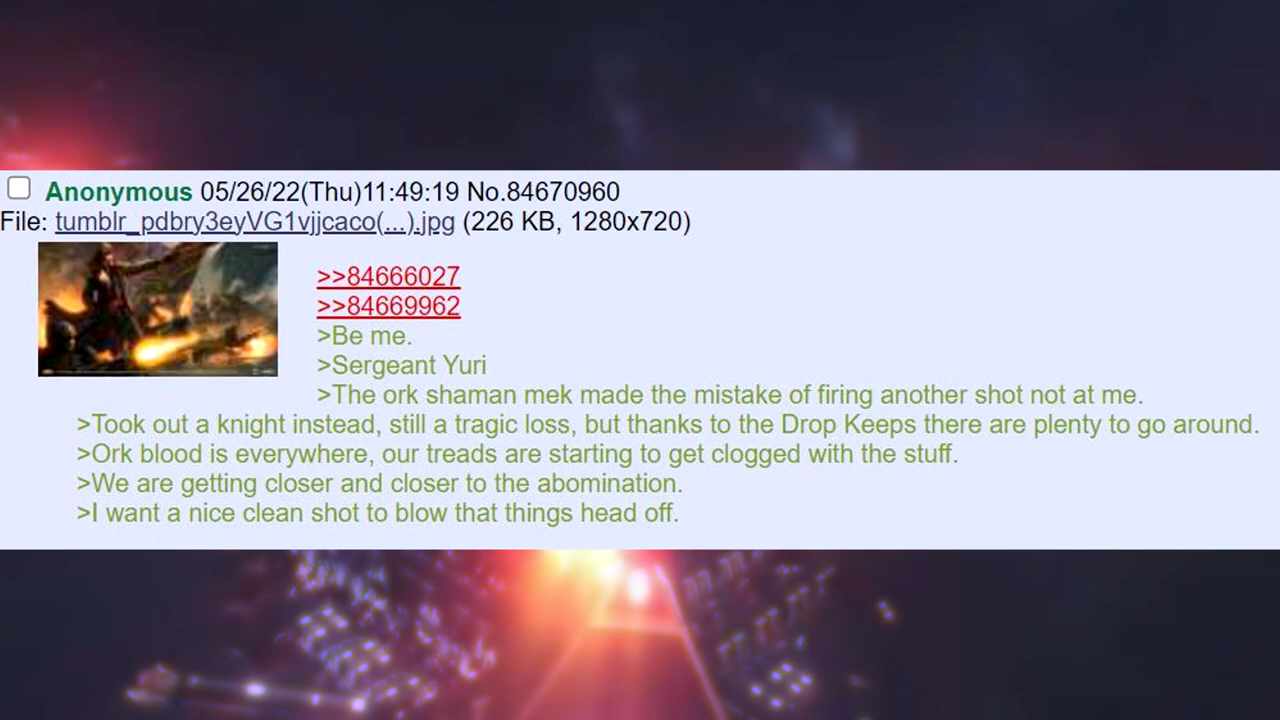 Anonymous 05/26/22(Thu)11:49:19 No.84670960
File: tumblr_pdbry3eyVG1vjjcaco(...).jpg (226 KB, 1280x720)
>>84666027
>>84669962
>Be me.
>Sergeant Yuri
>The ork shaman mek made the mistake of firing another shot not at me.
>Took out a knight instead, still a tragic loss, but thanks to the Drop Keeps there are plenty to go around.
>Ork blood is everywhere, our treads are starting to get clogged with the stuff.
>We are getting closer and closer to the abomination.
>I want a nice clean shot to blow that things head off.